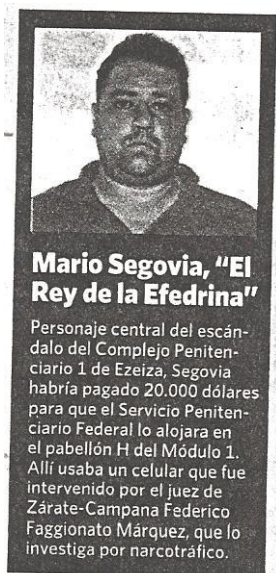 Mario Segovia, “El
Rey de la Efedrina”
Personaje central del escán-
dalo del Complejo Peniten-
ciario 1 de Ezeiza, Segovia
habría pagado 20.000 dólares
para que el Servicio Peniten-
ciario Federal lo alojara en
el pabellón H del Módulo 1.
Allí usaba un celular que fue
intervenido por el juez de
Zárate-Campana Federico
Faggionato Márquez, que lo
investiga por narcotráfico.